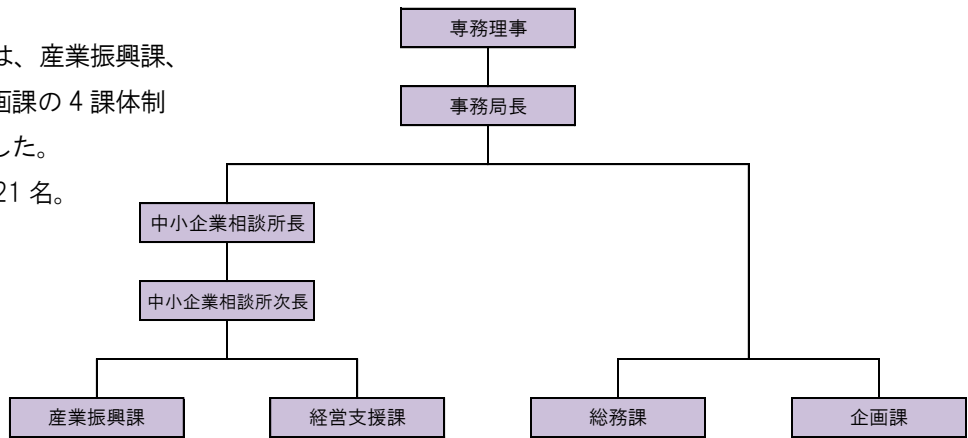 は、産業振興課、
画課の 4 課体制
した。
21 名。
専務理事
事務局長
中小企業相談所長
中小企業相談所次長
産業振興課
経営支援課
総務課
企画課